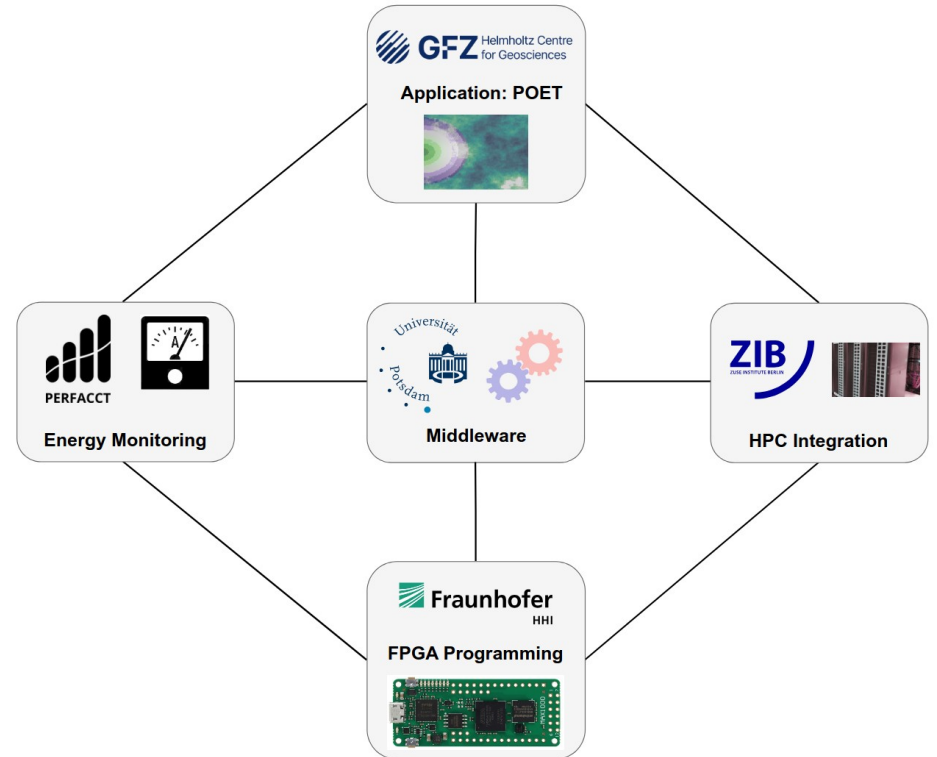 GFZ Helmholtz Centre
for Geosciences
Application: POET
PERFACCT
A
Energy Monitoring
Universität
Potsdam
Middleware
ZIB
ZUSE INSTITUTE BERLIN
HPC Integration
Fraunhofer
HHI
FPGA Programming
MAX1000